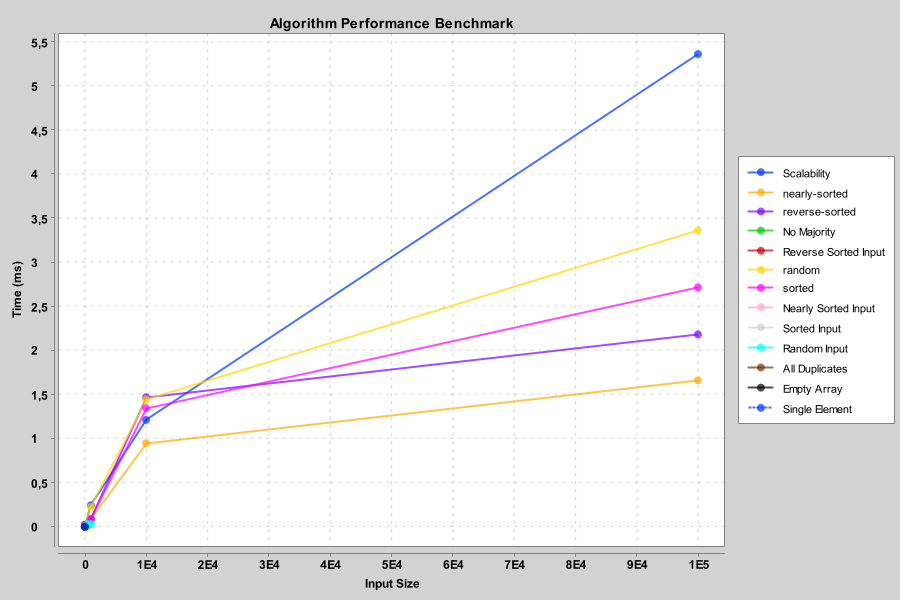 Algorithm Performance Benchmark
5,5
5
4,5
4
3,5
3
2,5
2
1,5
1
0,5
0
Time (ms)
0 1E4 2E4 3E4 4E4 5E4 6E4 7E4 8E4 9E4 1E5
Input Size
Scalability
nearly-sorted
reverse-sorted
No Majority
Reverse Sorted Input
random
sorted
Nearly Sorted Input
Sorted Input
Random Input
All Duplicates
Empty Array
Single Element